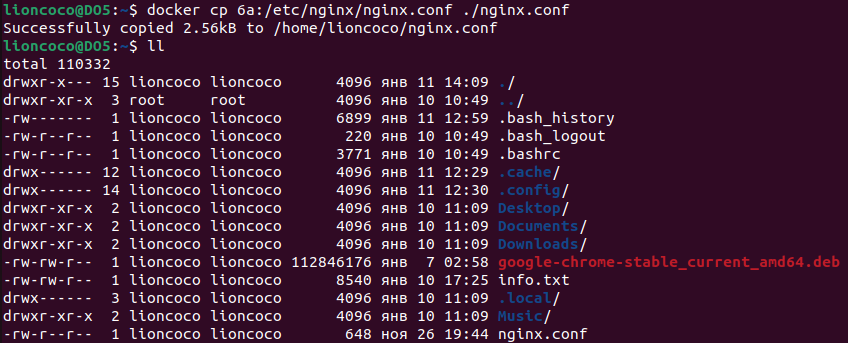 lioncoco@DO5:~$ docker cp 6a:/etc/nginx/nginx.conf ./nginx.conf
Successfully copied 2.56kB to /home/lioncoco/nginx.conf
lioncoco@DO5:~$ ll
total 110332
drwxr-x--- 15 lioncoco lioncoco      4096 янв 11 14:09 ./
drwxr-xr-x  3 root     root          4096 янв 10 10:49 ../
-rw-------  1 lioncoco lioncoco      6899 янв 11 12:59 .bash_history
-rw-r--r--  1 lioncoco lioncoco       220 янв 10 10:49 .bash_logout
-rw-r--r--  1 lioncoco lioncoco      3771 янв 10 10:49 .bashrc
drwx------ 12 lioncoco lioncoco      4096 янв 11 12:29 .cache/
drwx------ 14 lioncoco lioncoco      4096 янв 11 12:30 .config/
drwxr-xr-x  2 lioncoco lioncoco      4096 янв 10 11:09 Desktop/
drwxr-xr-x  2 lioncoco lioncoco      4096 янв 10 11:09 Documents/
drwxr-xr-x  2 lioncoco lioncoco      4096 янв 10 11:09 Downloads/
-rw-rw-r--  1 lioncoco lioncoco 112846176 янв  7 02:58 google-chrome-stable_current_amd64.deb
-rw-rw-r--  1 lioncoco lioncoco      8540 янв 10 17:25 info.txt
drwx------  3 lioncoco lioncoco      4096 янв 10 11:09 .local/
drwxr-xr-x  2 lioncoco lioncoco      4096 янв 10 11:09 Music/
-rw-r--r--  1 lioncoco lioncoco       648 ноя 26 19:44 nginx.conf